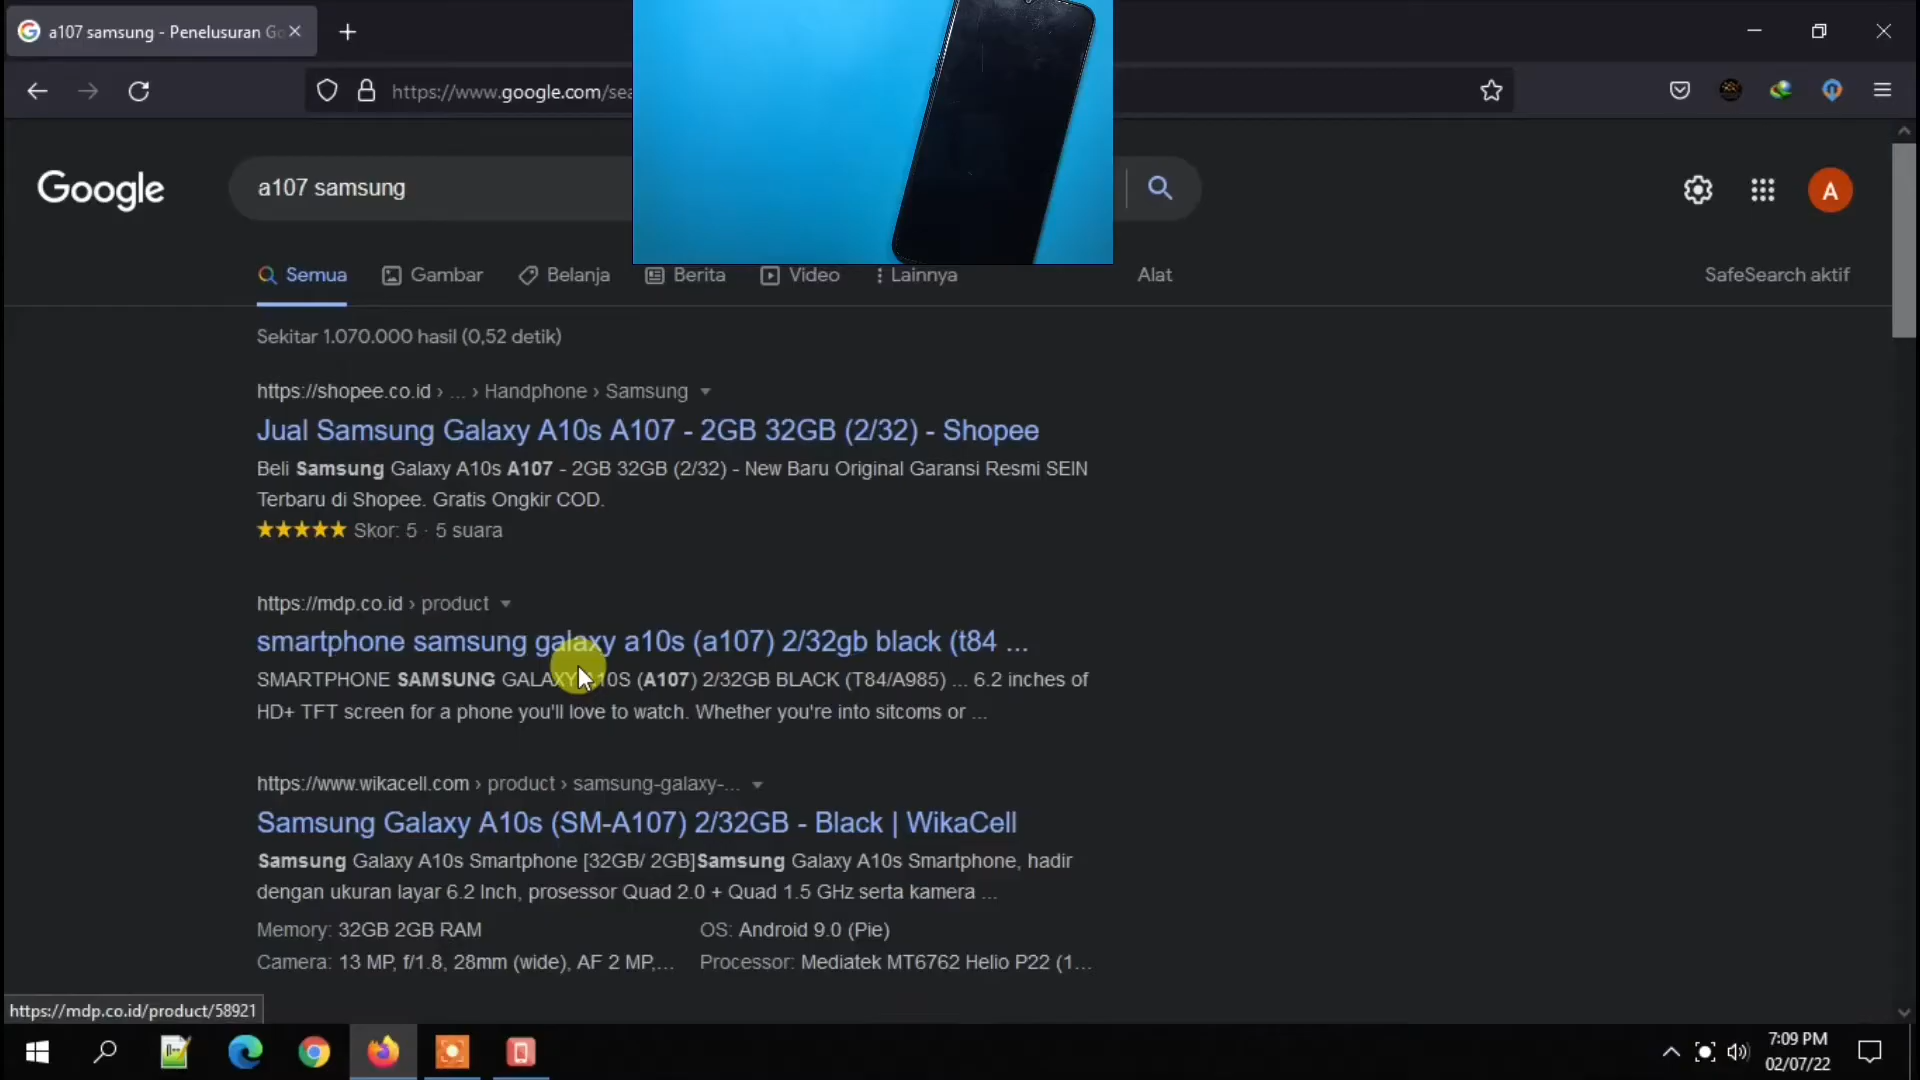 a107 samsung - Penelusuran Go
https://www.google.com/sea
Google
a107 samsung
A
Semua
Gambar
Belanja
Berita
Video
Lainnya
Alat
SafeSearch aktif
Sekitar 1.070.000 hasil (0,52 detik)
https://shopee.co.id › ... › Handphone › Samsung
Jual Samsung Galaxy A10s A107 - 2GB 32GB (2/32) - Shopee
Beli Samsung Galaxy A10s A107 - 2GB 32GB (2/32) - New Baru Original Garansi Resmi SEIN
Terbaru di Shopee. Gratis Ongkir COD.
★★★★★ Skor: 5 · 5 suara
https://mdp.co.id › product
smartphone samsung galaxy a10s (a107) 2/32gb black (t84 ...
SMARTPHONE SAMSUNG GALAXY A10S (A107) 2/32GB BLACK (T84/A985) ... 6.2 inches of
HD+ TFT screen for a phone you'll love to watch. Whether you're into sitcoms or ...
https://www.wikacell.com › product › samsung-galaxy-...
Samsung Galaxy A10s (SM-A107) 2/32GB - Black | WikaCell
Samsung Galaxy A10s Smartphone [32GB/ 2GB]Samsung Galaxy A10s Smartphone, hadir
dengan ukuran layar 6.2 Inch, prosessor Quad 2.0 + Quad 1.5 GHz serta kamera ...
Memory: 32GB 2GB RAM
OS: Android 9.0 (Pie)
Camera: 13 MP, f/1.8, 28mm (wide), AF 2 MP,...
Processor: Mediatek MT6762 Helio P22 (1...
https://mdp.co.id/product/58921
7:09 PM
02/07/22